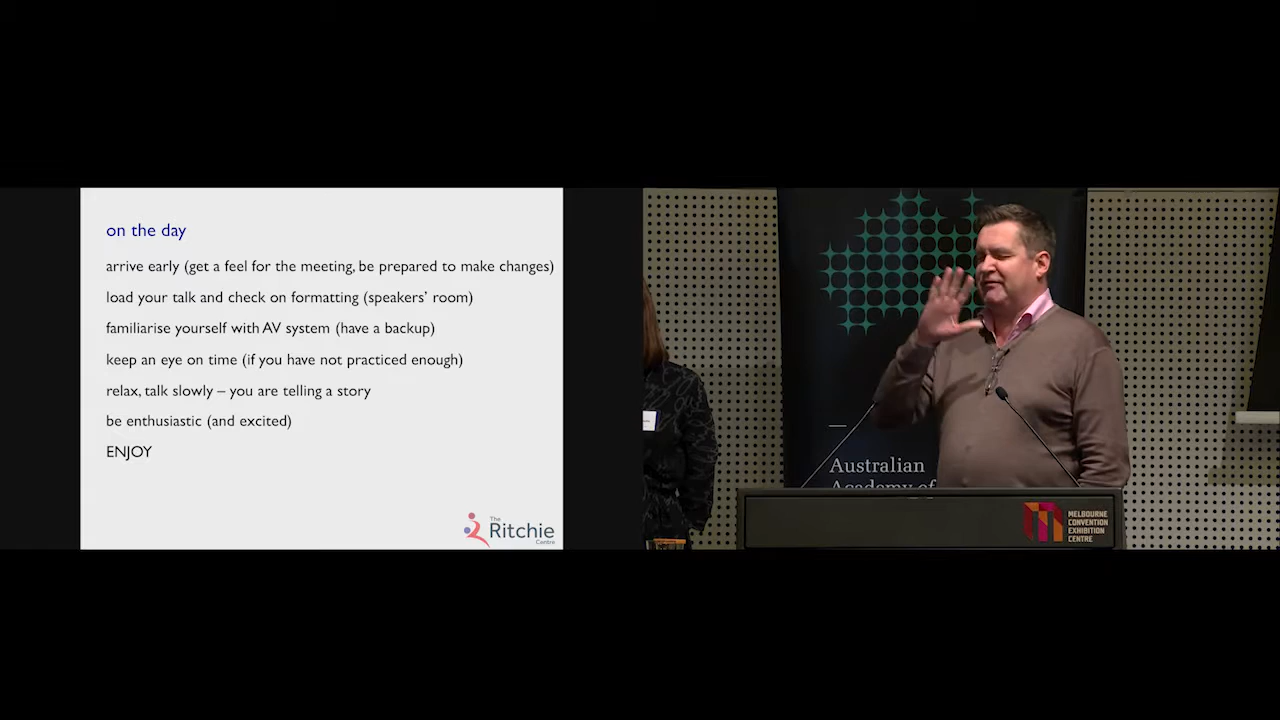 on the day
arrive early (get a feel for the meeting, be prepared to make changes)
load your talk and check on formatting (speakers' room)
familiarise yourself with AV system (have a backup)
keep an eye on time (if you have not practiced enough)
relax, talk slowly – you are telling a story
be enthusiastic (and excited)
ENJOY
The
Ritchie
Centre
Australian
Academy of
MELBOURNE
CONVENTION
EXHIBITION
CENTRE